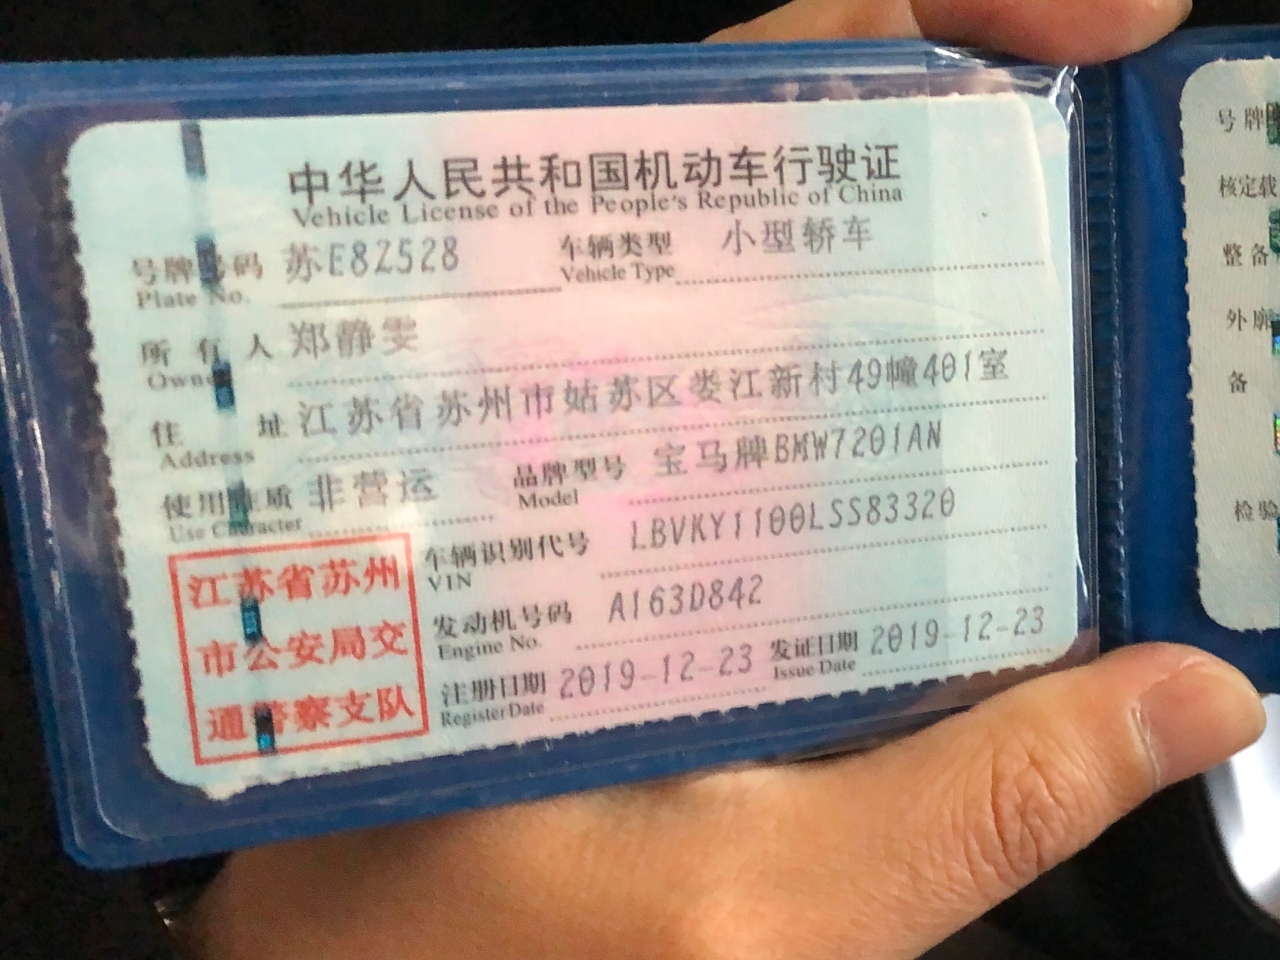 中华人民共和国机动车行驶证
Vehicle License of the People's Republic of China
号牌号码 苏E8Z528 车辆类型 小型轿车
Plate No. Vehicle Type
所有人 郑静雯
Owner
住址 江苏省苏州市姑苏区娄江新村49幢401室
Address
使用性质 非营运 品牌型号 宝马牌BMW7201AN
Use Character Model
车辆识别代号 LBVKY1100LSS83320
VIN
发动机号码 A163D842
Engine No.
注册日期 2019-12-23 发证日期 2019-12-23
Register Date Issue Date
江苏省苏州
市公安局交
通警察支队
号牌
核定载
整备
外廓
备
检验